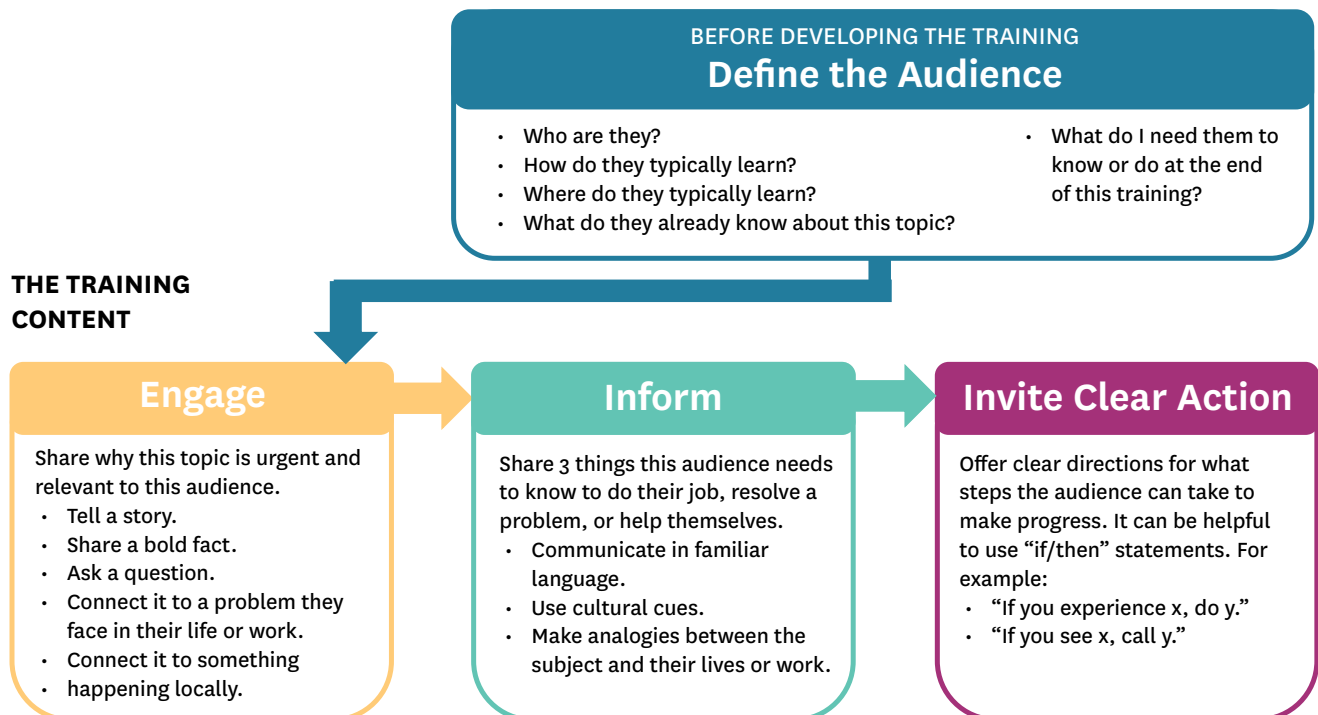 BEFORE DEVELOPING THE TRAINING
Define the Audience
• Who are they?
• How do they typically learn?
• Where do they typically learn?
• What do they already know about this topic?
• What do I need them to
know or do at the end
of this training?
THE TRAINING
CONTENT
Engage
Share why this topic is urgent and
relevant to this audience.
• Tell a story.
• Share a bold fact.
• Ask a question.
• Connect it to a problem they
face in their life or work.
• Connect it to something
• happening locally.
Inform
Share 3 things this audience needs
to know to do their job, resolve a
problem, or help themselves.
• Communicate in familiar
language.
• Use cultural cues.
• Make analogies between the
subject and their lives or work.
Invite Clear Action
Offer clear directions for what
steps the audience can take to
make progress. It can be helpful
to use “if/then” statements. For
example:
• “If you experience x, do y.”
• “If you see x, call y.”